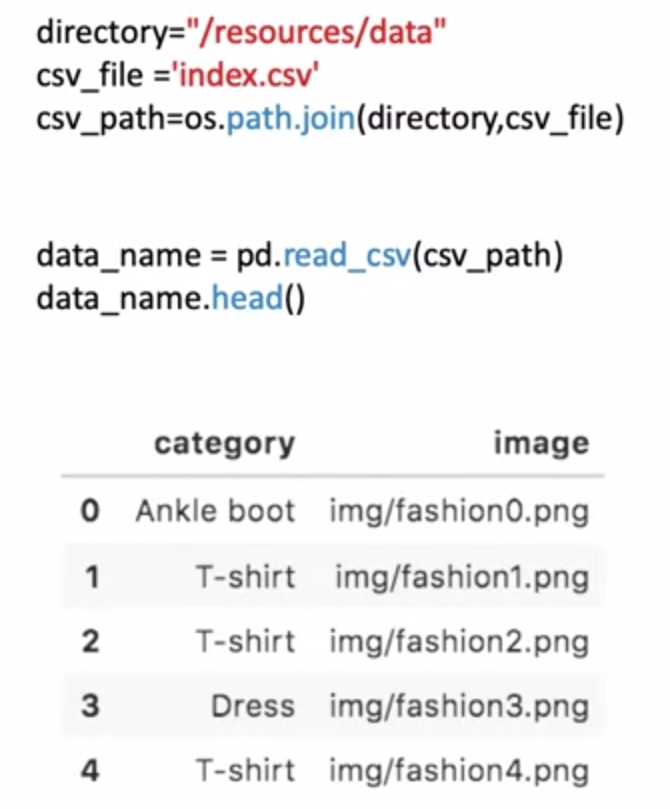 directory="/resources/data"
csv_file ='index.csv'
csv_path=os.path.join(directory,csv_file)
data_name = pd.read_csv(csv_path)
data_name.head()
category image
0 Ankle boot img/fashion0.png
1 T-shirt img/fashion1.png
2 T-shirt img/fashion2.png
3 Dress img/fashion3.png
4 T-shirt img/fashion4.png